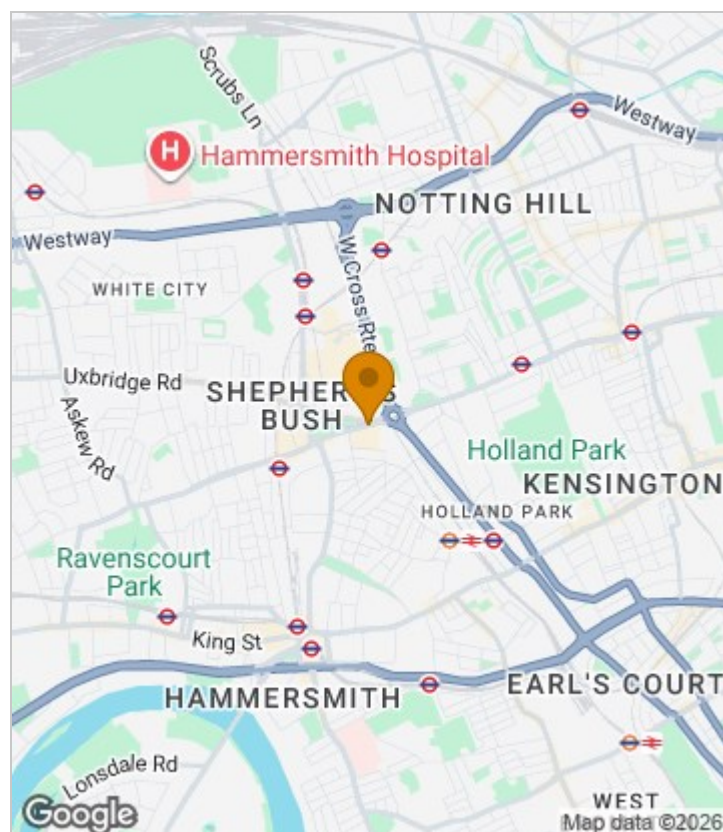 Scrubs Ln
Westway
H
Hammersmith Hospital
NOTTING HILL
Westway
W Cross Rte
WHITE CITY
Uxbridge Rd
SHEPHERD'S
BUSH
Askew Rd
Holland Park
KENSINGTON
HOLLAND PARK
Ravenscourt
Park
King St
HAMMERSMITH
EARL'S COURT
Lonsdale Rd
WEST
Google
Map data ©2026